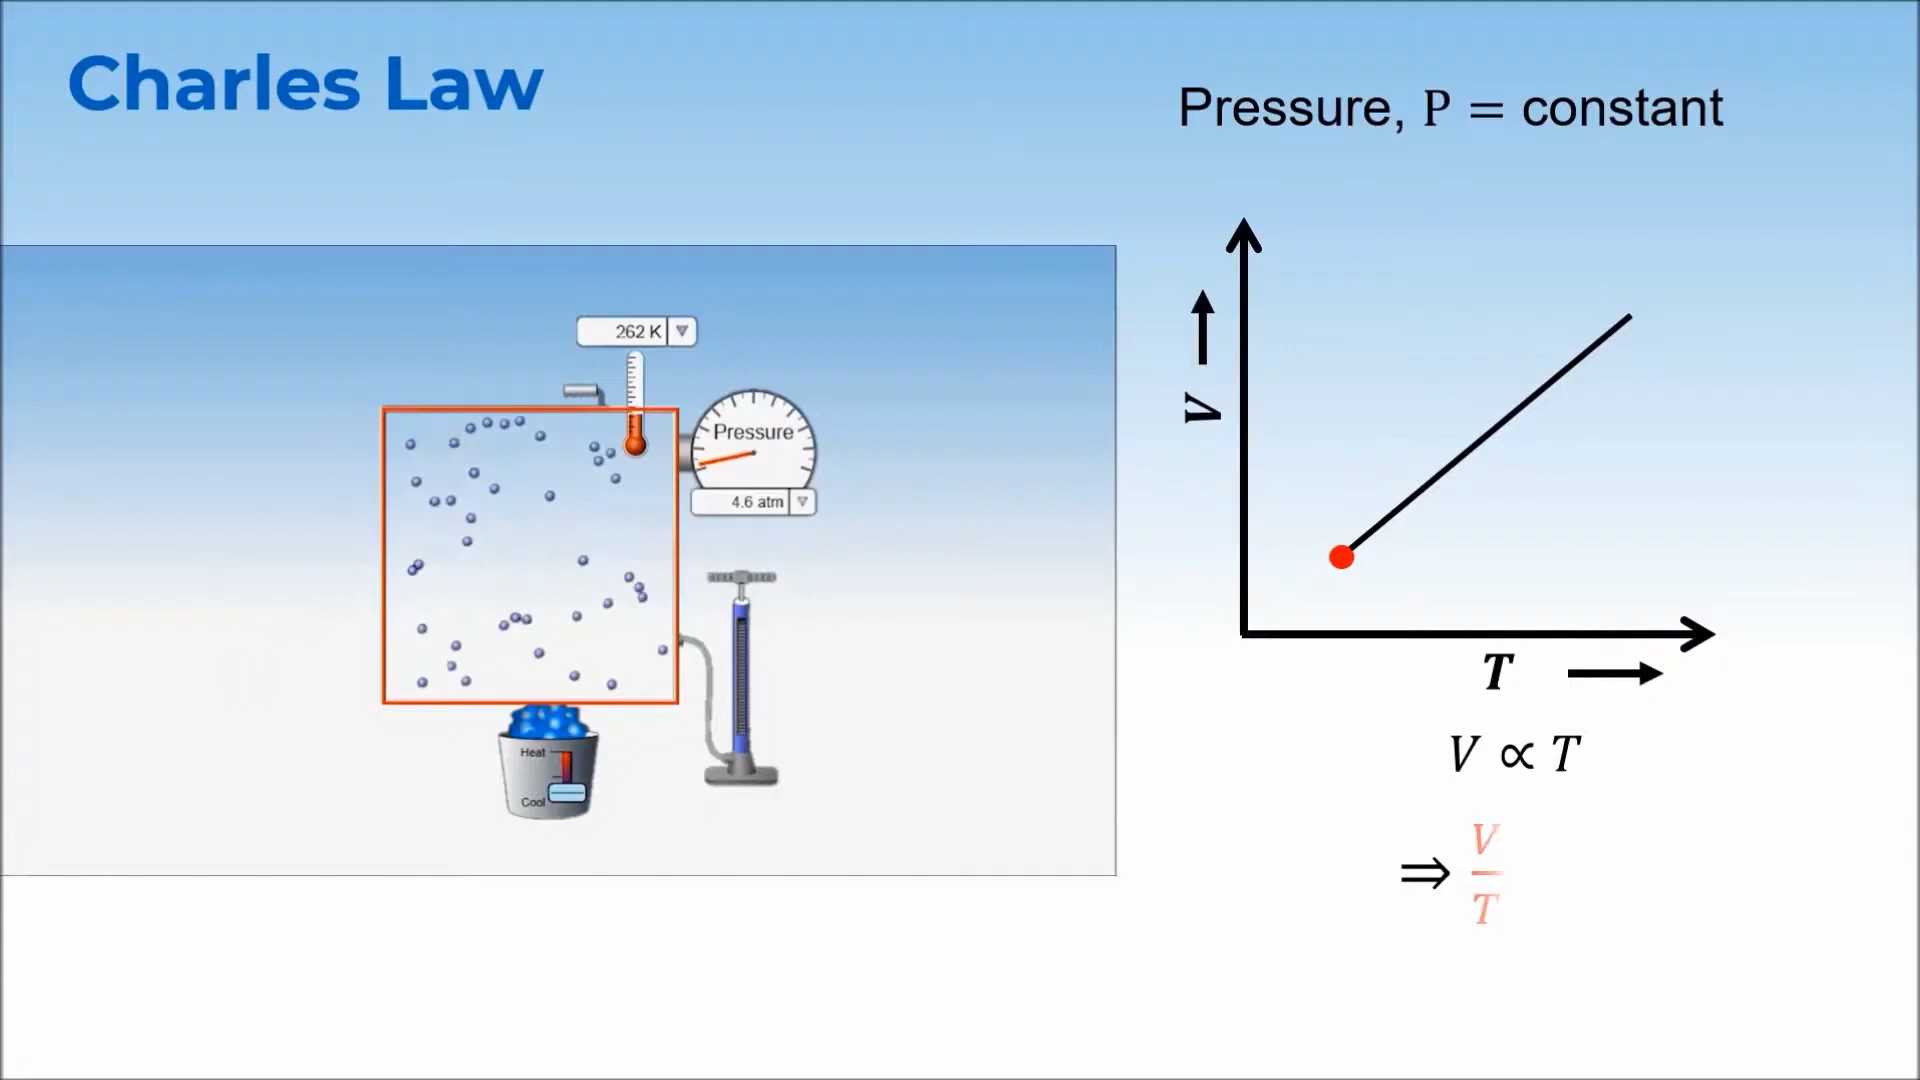 Charles Law
Pressure, P = constant
262 K
Pressure
4.6 atm
Heat
Cool
V
T
V ∝ T
⇒ V/T